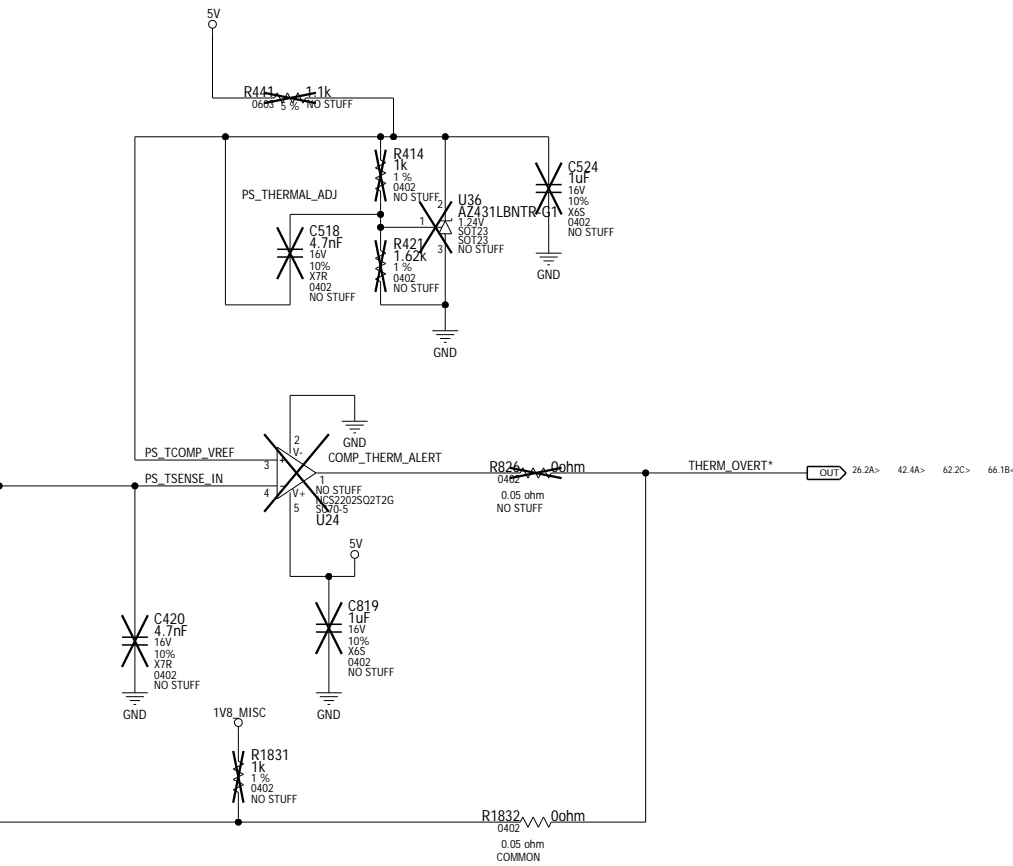 5V
R441 1.1k
0603 5 % NO STUFF
R414
1k
1 %
0402
NO STUFF
C524
1uF
16V
10%
X6S
0402
NO STUFF
GND
PS_THERMAL_ADJ
U36
AZ431LBNTR-G1
1.24V
SOT23
SOT23
NO STUFF
2
1
3
C518
4.7nF
16V
10%
X7R
0402
NO STUFF
R421
1.62k
1 %
0402
NO STUFF
GND
GND
2
V-
PS_TCOMP_VREF
3
+
COMP_THERM_ALERT
PS_TSENSE_IN
4
V+
5
1
NO STUFF
NCS2202SQ2T2G
SC70-5
U24
R826 0ohm
0402
0.05 ohm
NO STUFF
THERM_OVERT*
OUT
26.2A> 42.4A> 62.2C> 66.1B<
5V
C420
4.7nF
16V
10%
X7R
0402
NO STUFF
GND
C819
1uF
16V
10%
X6S
0402
NO STUFF
GND
1V8_MISC
R1831
1k
1 %
0402
NO STUFF
R1832 0ohm
0402
0.05 ohm
COMMON